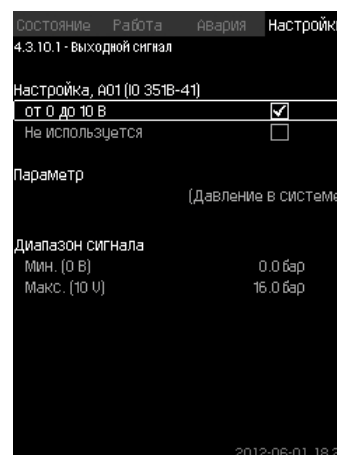 Состояние Работа Авария Настройк
4.3.10.1 - Выходной сигнал
Настройка, AO1 (IO 351B-41)
от 0 до 10 В
Не используется
Параметр
(Давление в системе
Диапазон сигнала
Мин. (0 В) 0.0 бар
Макс. (10 V) 16.0 бар
2012-06-01 18:2